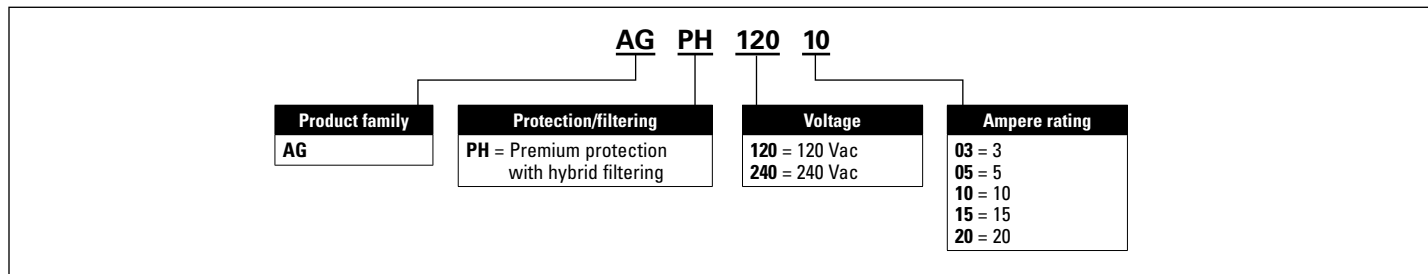 AG PH 120 10
Product family
AG
Protection/filtering
PH = Premium protection
with hybrid filtering
Voltage
120 = 120 Vac
240 = 240 Vac
Ampere rating
03 = 3
05 = 5
10 = 10
15 = 15
20 = 20